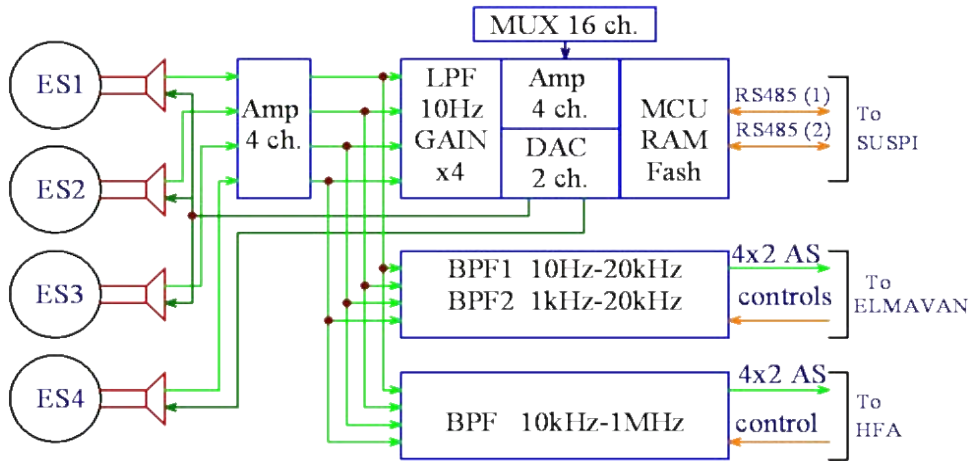 MUX 16 ch.
ES1
ES2
ES3
ES4
Amp
4 ch.
LPF
10Hz
GAIN
x4
Amp
4 ch.
DAC
2 ch.
MCU
RAM
Fash
RS485 (1)
RS485 (2)
To
SUSPI
BPF1 10Hz-20kHz
BPF2 1kHz-20kHz
4x2 AS
controls
To
ELMAVAN
BPF 10kHz-1MHz
4x2 AS
control
To
HFA